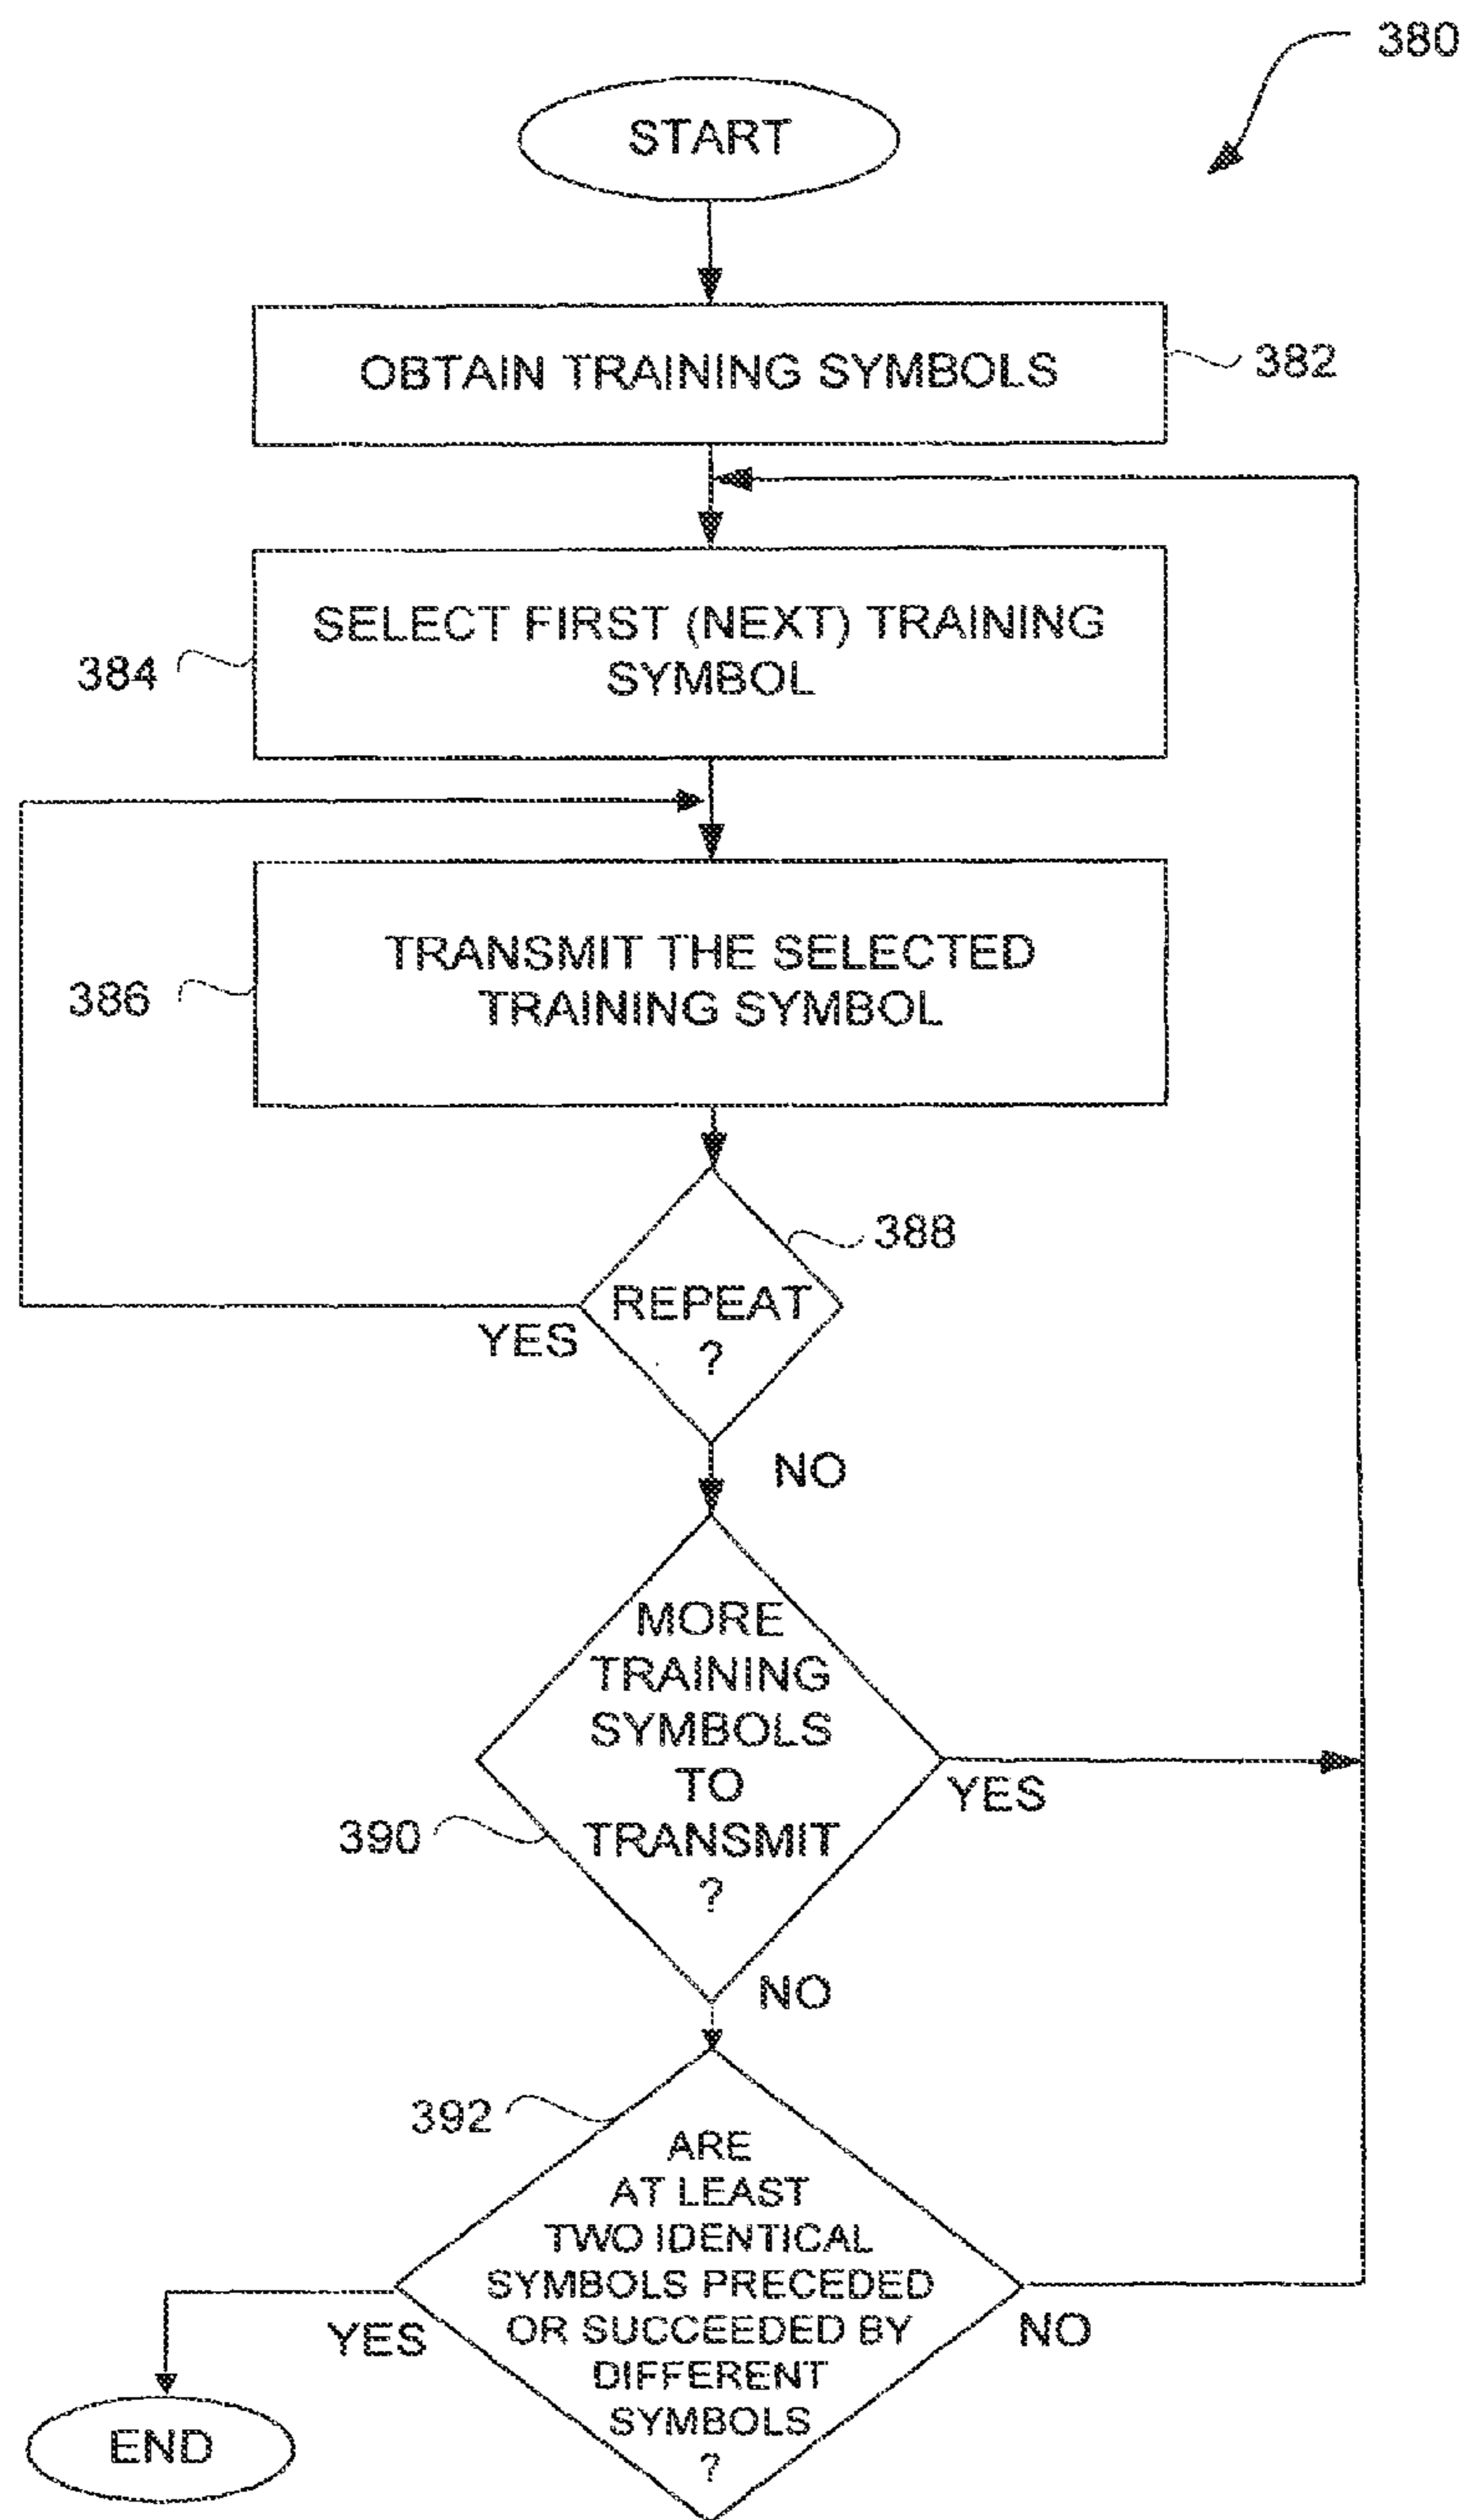 380
START
OBTAIN TRAINING SYMBOLS
382
SELECT FIRST (NEXT) TRAINING
SYMBOL
384
TRANSMIT THE SELECTED
TRAINING SYMBOL
386
388
REPEAT
?
YES
NO
MORE
TRAINING
SYMBOLS
TO
TRANSMIT
?
YES
390
NO
392
ARE
AT LEAST
TWO IDENTICAL
SYMBOLS PRECEDED
OR SUCCEEDED BY
DIFFERENT
SYMBOLS
?
YES
NO
END